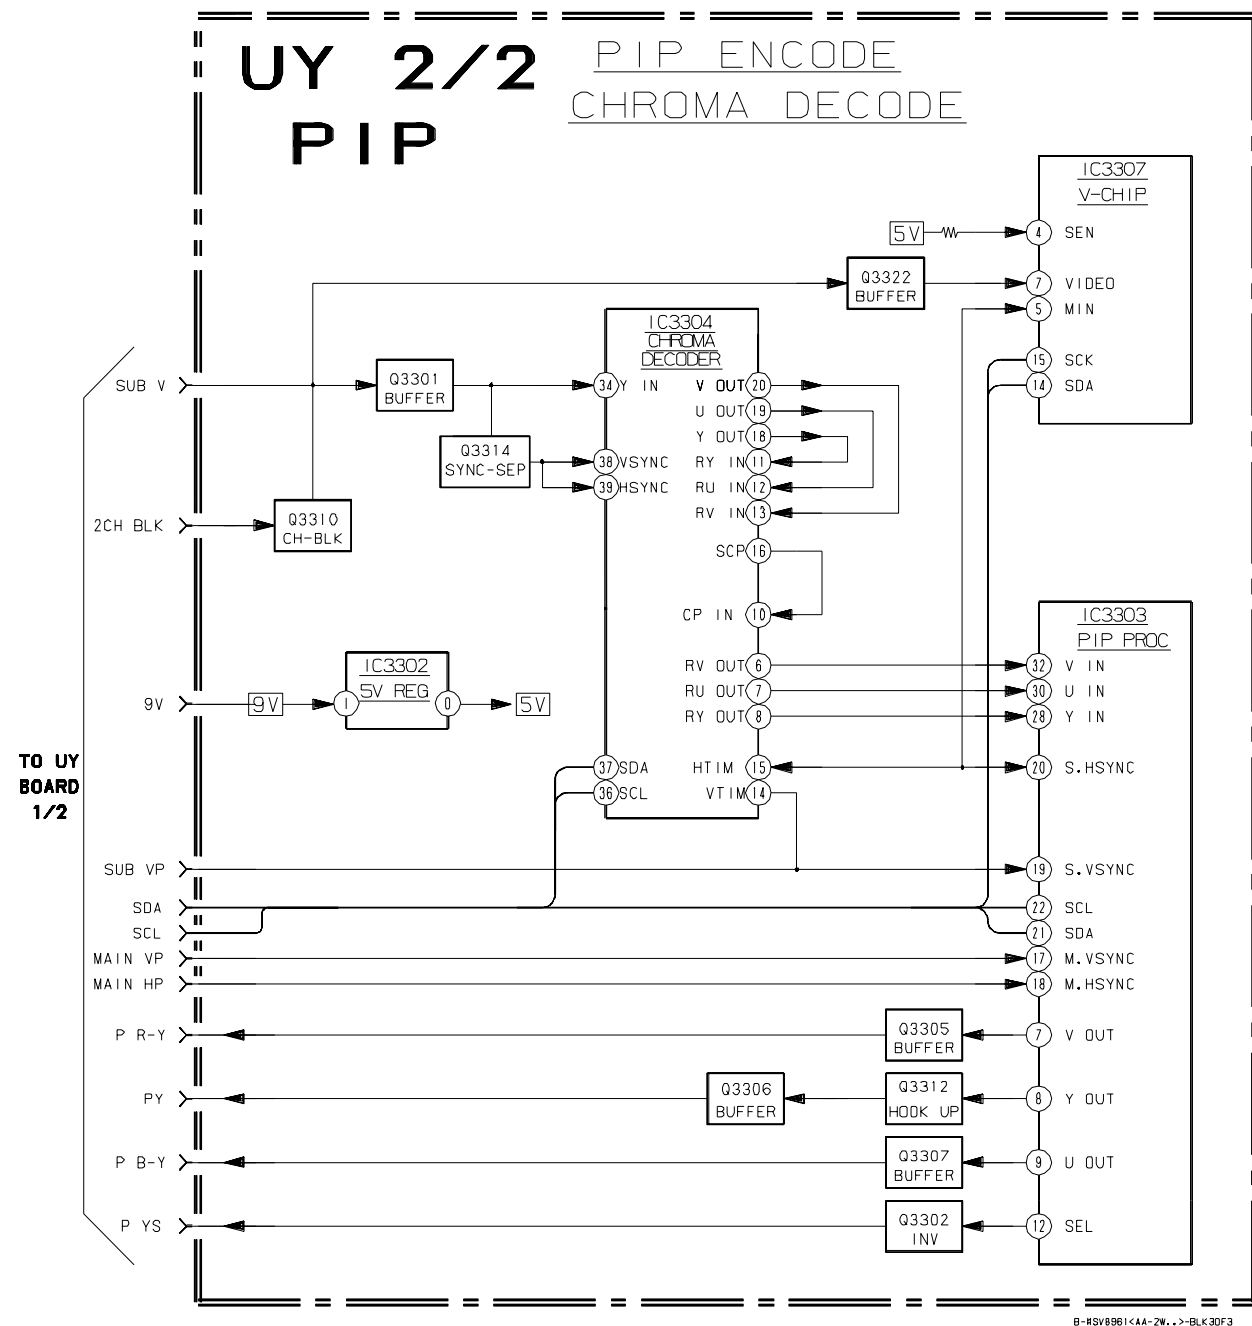 UY 2/2
PIP
PIP ENCODE
CHROMA DECODE
IC3307
V-CHIP
5V
4 SEN
Q3322
BUFFER
7 VIDEO
5 MIN
15 SCK
14 SDA
IC3304
CHROMA
DECODER
SUB V
Q3301
BUFFER
34 Y IN
V OUT 20
U OUT 19
Y OUT 18
Q3314
SYNC-SEP
38 VSYNC
RY IN 11
39 HSYNC
RU IN 12
RV IN 13
2CH BLK
Q3310
CH-BLK
SCP 16
CP IN 10
IC3303
PIP PROC
IC3302
5V REG
RV OUT 6
32 V IN
RU OUT 7
30 U IN
RY OUT 8
28 Y IN
9V
9V
I
O
5V
TO UY
BOARD
1/2
37 SDA
HTIM 15
20 S.HSYNC
36 SCL
VTIM 14
SUB VP
19 S.VSYNC
SDA
22 SCL
SCL
21 SDA
MAIN VP
17 M.VSYNC
MAIN HP
18 M.HSYNC
P R-Y
Q3305
BUFFER
7 V OUT
PY
Q3306
BUFFER
Q3312
HOOK UP
8 Y OUT
P B-Y
Q3307
BUFFER
9 U OUT
P YS
Q3302
INV
12 SEL
B-#SV8961<AA-2W..>-BLK3DF3